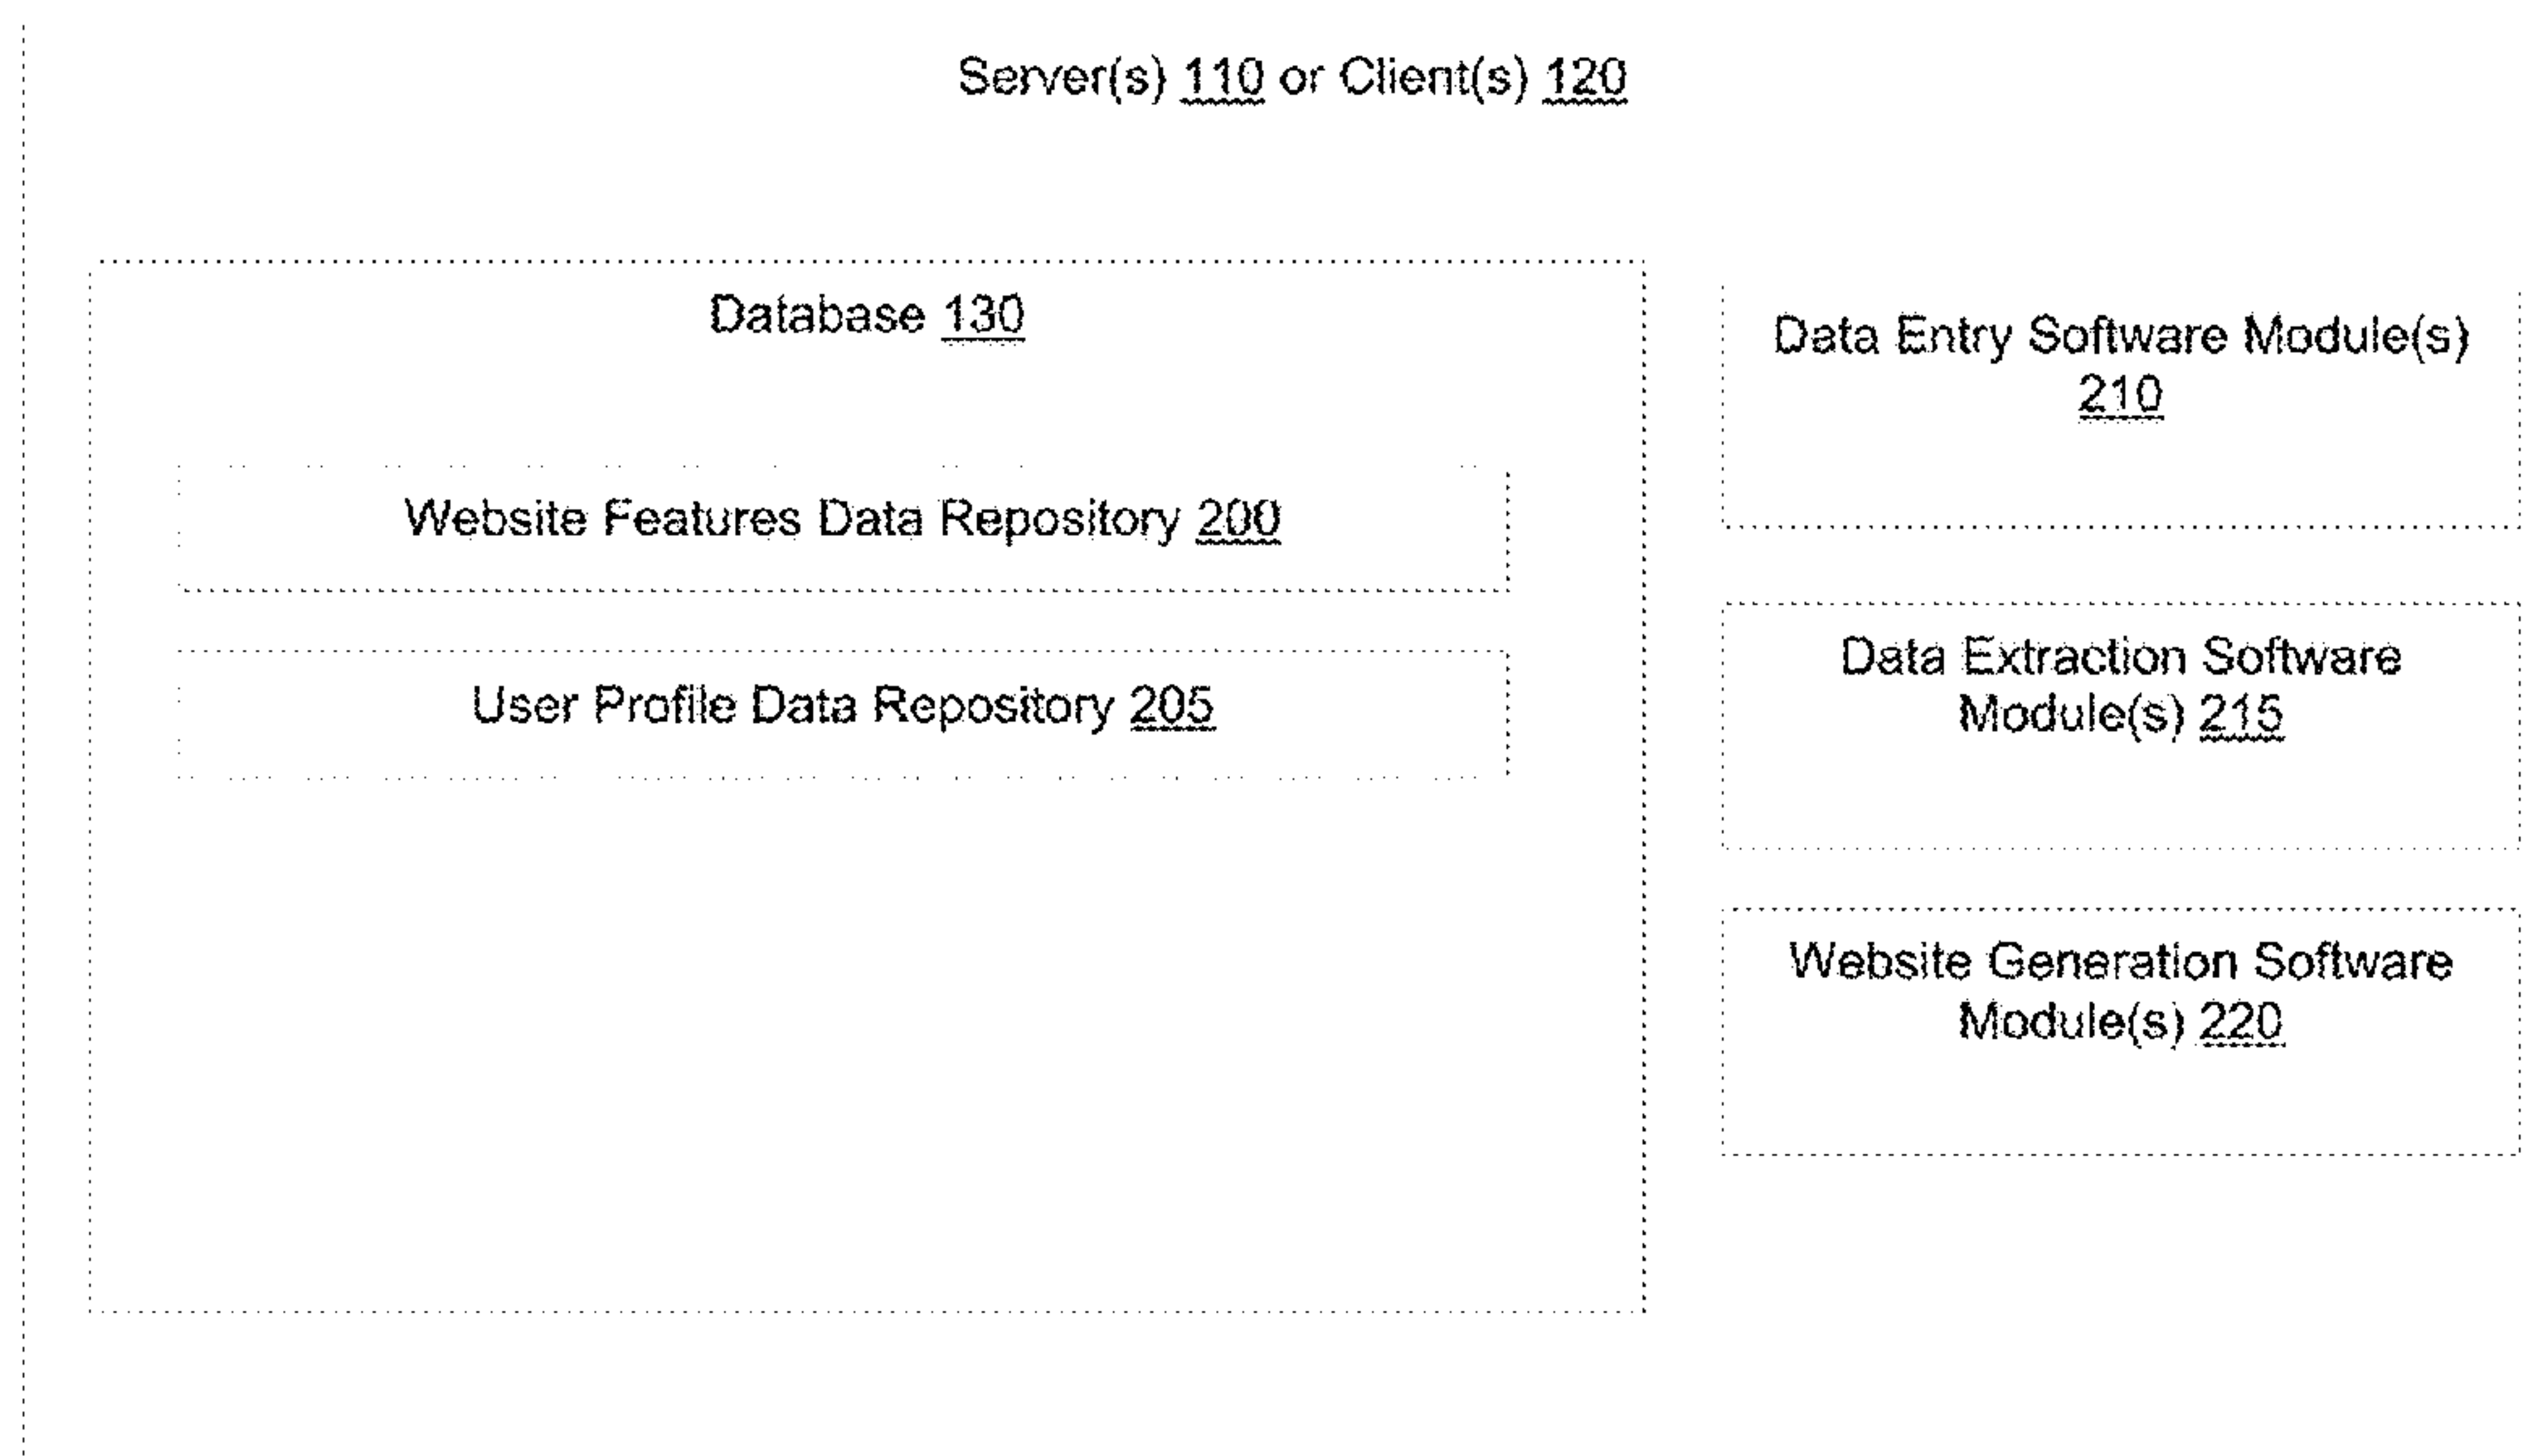 Server(s) 110 or Client(s) 120
Database 130
Website Features Data Repository 200
User Profile Data Repository 205
Data Entry Software Module(s)
210
Data Extraction Software
Module(s) 215
Website Generation Software
Module(s) 220